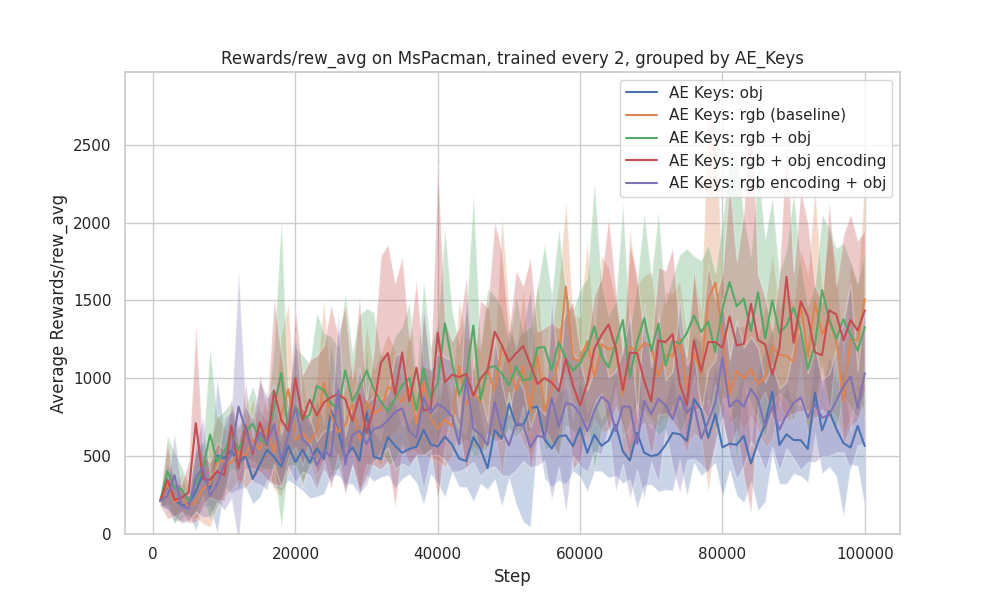 Rewards/rew_avg on MsPacman, trained every 2, grouped by AE_Keys
AE Keys: obj
AE Keys: rgb (baseline)
AE Keys: rgb + obj
AE Keys: rgb + obj encoding
AE Keys: rgb encoding + obj
Average Rewards/rew_avg
2500
2000
1500
1000
500
0
0
20000
40000
60000
80000
100000
Step